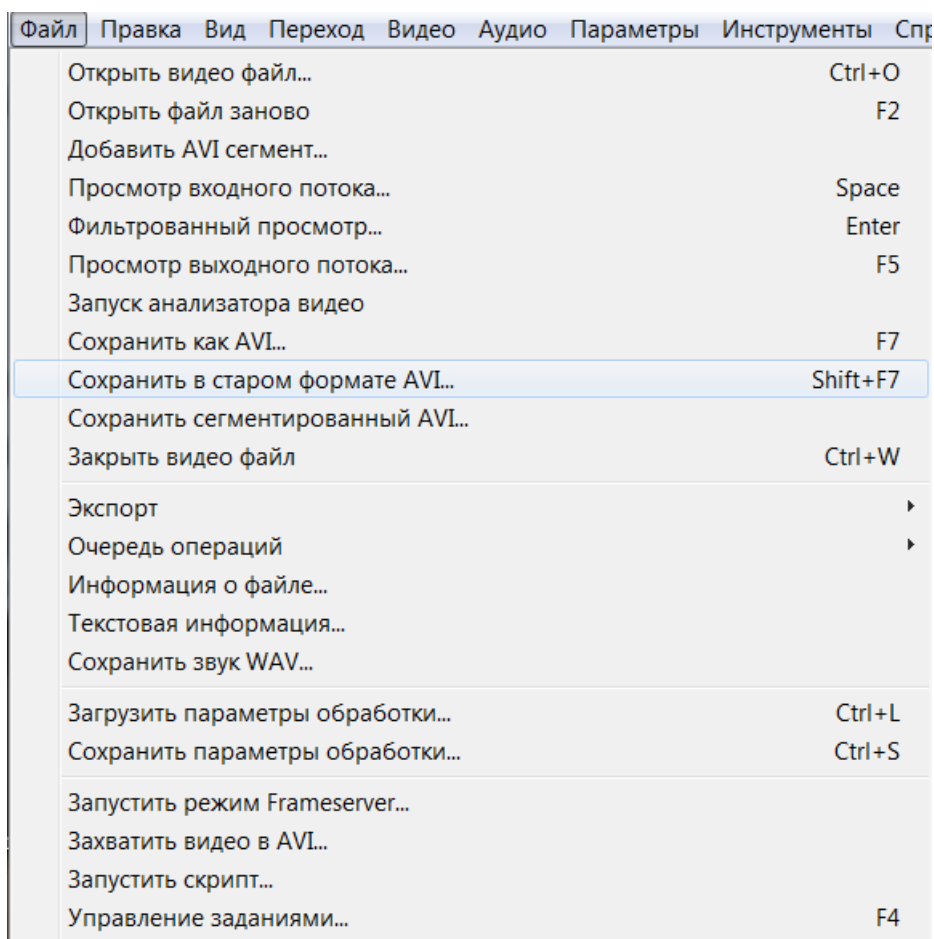 Файл Правка Вид Переход Видео Аудио Параметры Инструменты
Открыть видео файл... Ctrl+O
Открыть файл заново F2
Добавить AVI сегмент...
Просмотр входного потока... Space
Фильтрованный просмотр... Enter
Просмотр выходного потока... F5
Запуск анализатора видео
Сохранить как AVI... F7
Сохранить в старом формате AVI... Shift+F7
Сохранить сегментированный AVI...
Закрыть видео файл Ctrl+W
Экспорт
Очередь операций
Информация о файле...
Текстовая информация...
Сохранить звук WAV...
Загрузить параметры обработки... Ctrl+L
Сохранить параметры обработки... Ctrl+S
Запустить режим Frameserver...
Захватить видео в AVI...
Запустить скрипт...
Управление заданиями... F4